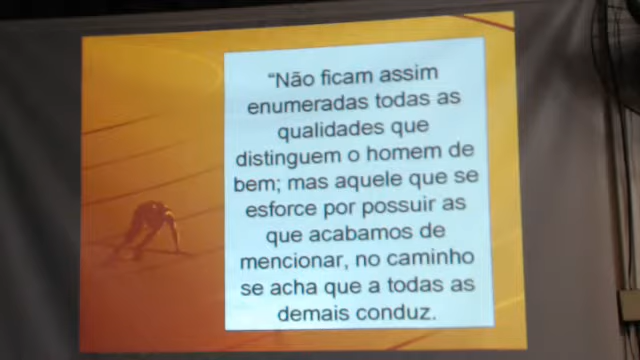 “Não ficam assim
enumeradas todas as
qualidades que
distinguem o homem de
bem; mas aquele que se
esforce por possuir as
que acabamos de
mencionar, no caminho
se acha que a todas as
demais conduz.